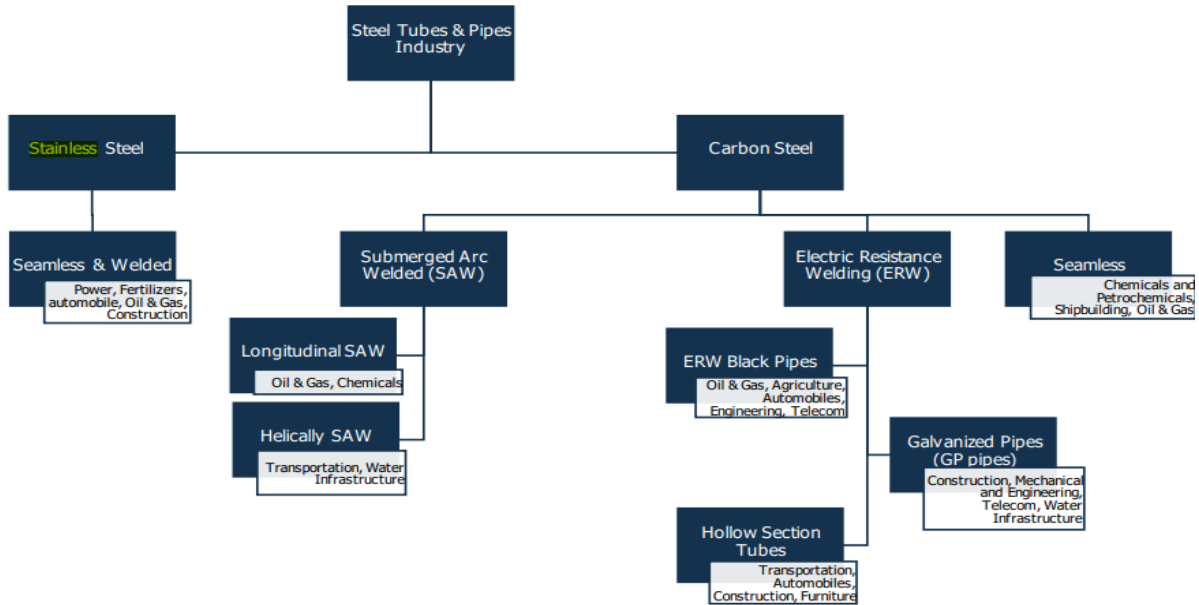 Steel Tubes & Pipes
Industry
Stainless Steel
Carbon Steel
Seamless & Welded
Power, Fertilizers,
automobile, Oil & Gas,
Construction
Submerged Arc
Welded (SAW)
Electric Resistance
Welding (ERW)
Seamless
Chemicals and
Petrochemicals,
Shipbuilding, Oil & Gas
Longitudinal SAW
Oil & Gas, Chemicals
ERW Black Pipes
Oil & Gas, Agriculture,
Automobiles,
Engineering, Telecom
Helically SAW
Transportation, Water
Infrastructure
Galvanized Pipes
(GP pipes)
Construction, Mechanical
and Engineering,
Telecom, Water
Infrastructure
Hollow Section
Tubes
Transportation,
Automobiles,
Construction, Furniture